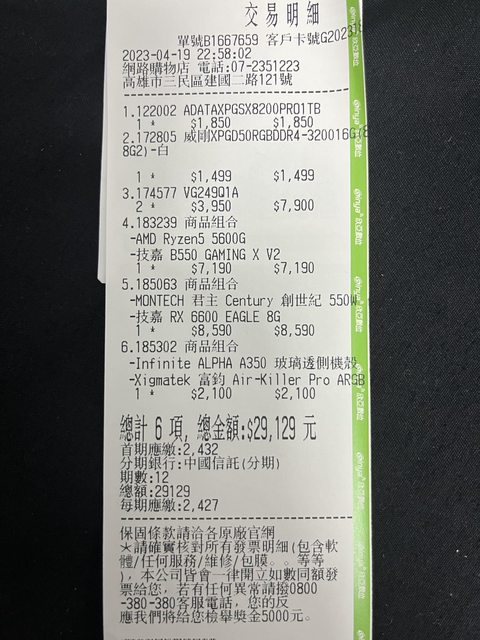 交易明細
單號B1667659 客戶卡號G2023
2023-04-19 22:58:02
網路購物店 電話:07-2351223
高雄市三民區建國二路121號
1.122002 ADATAXPGSX8200PRO1TB
1 * $1,850 $1,850
2.172805 威剛XPGD50RGBDDR4-320016G(8
8G2)-白
1 * $1,499 $1,499
3.174577 VG249Q1A
2 * $3,950 $7,900
4.183239 商品組合
-AMD Ryzen5 5600G
-技嘉 B550 GAMING X V2
1 * $7,190 $7,190
5.185063 商品組合
-MONTECH 君主 Century 創世紀 550W
-技嘉 RX 6600 EAGLE 8G
1 * $8,590 $8,590
6.185302 商品組合
-Infinite ALPHA A350 玻璃透側機殼
-Xigmatek 富鈞 Air-Killer Pro ARGB
1 * $2,100 $2,100
總計 6 項, 總金額:$29,129 元
首期應繳:2,432
分期銀行:中國信託(分期)
期數:12
總額:29129
每期應繳:2,427
保固條款請洽各原廠官網
*請確實核對所有發票明細(包含軟
體/任何服務/維修/包膜。。等等
), 本公司皆會一律開立如數同額發
票給您, 若有任何異常請撥0800
-380-380客服電話, 您的反
應我們將給您檢舉獎金5000元。